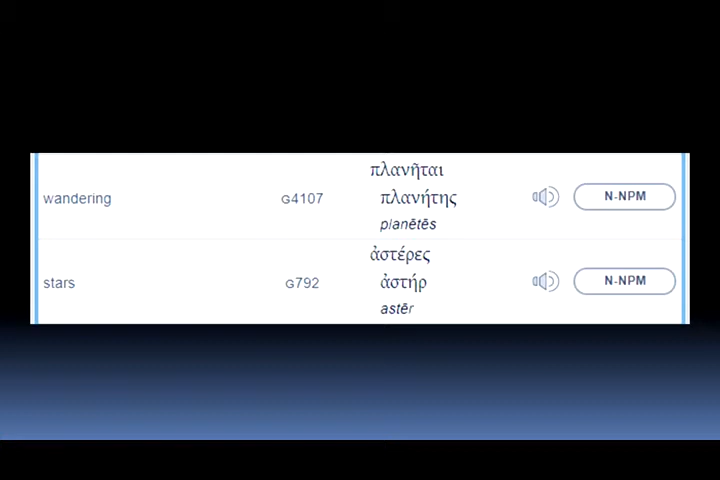 πλανῆται
wandering G4107 πλανήτης N-NPM
planētēs
ἀστέρες
stars G792 ἀστήρ N-NPM
astēr